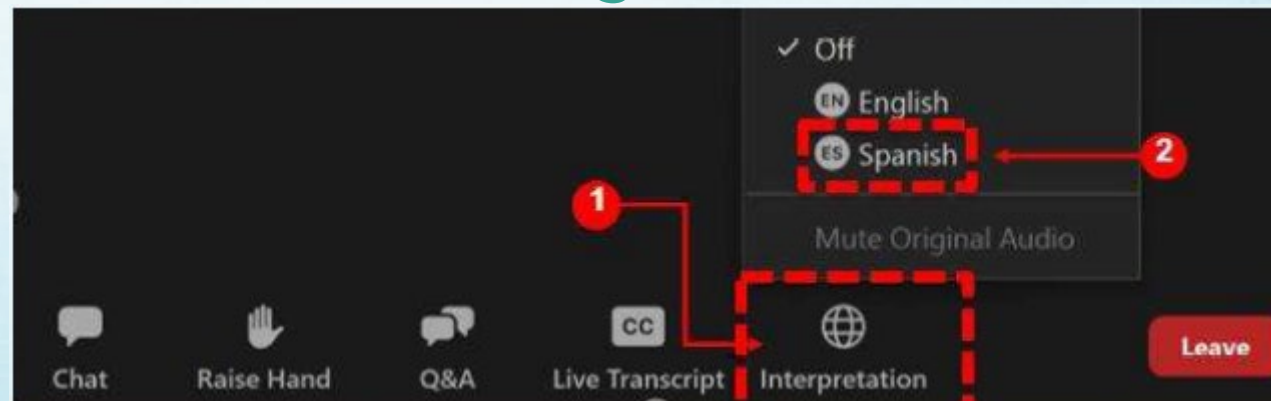 Off
EN English
ES Spanish
2
1
Mute Original Audio
CC
Chat
Raise Hand
Q&A
Live Transcript
Interpretation
Leave